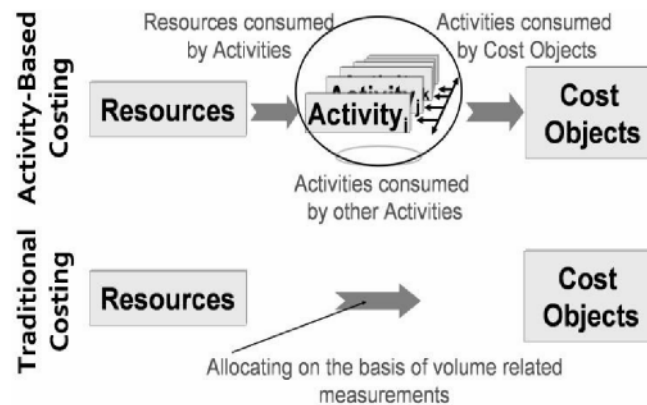 Activity-Based
Costing
Resources consumed
by Activities
Activities consumed
by Cost Objects
Resources
Activity k
Activity j
Activity i
Cost
Objects
Activities consumed
by other Activities
Traditional
Costing
Resources
Cost
Objects
Allocating on the basis of volume related
measurements